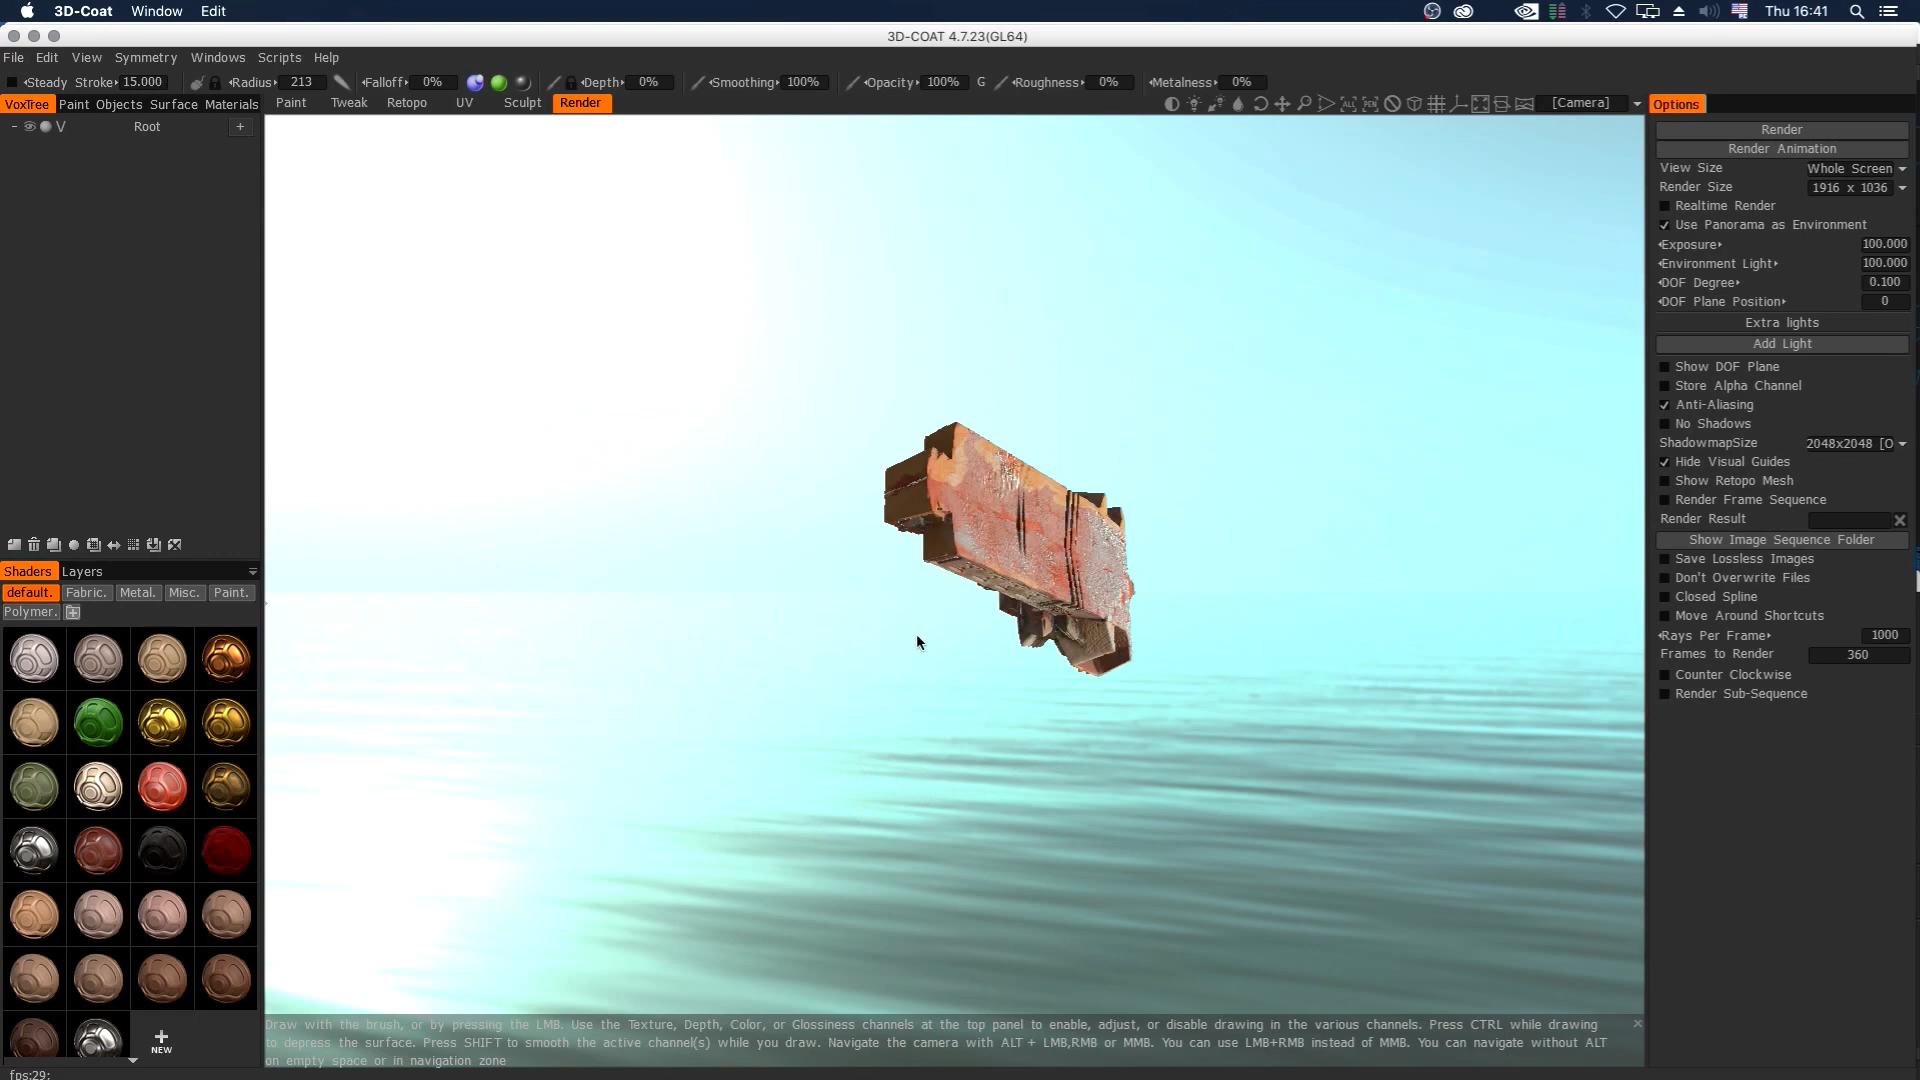 3D-Coat Window Edit Thu 16:41
3D-COAT 4.7.23(GL64)
File Edit View Symmetry Windows Scripts Help
Steady Stroke 15.000 Radius 213 Falloff 0% Depth 0% Smoothing 100% Opacity 100% G Roughness 0% Metalness 0%
VoxTree Paint Objects Surface Materials Paint Tweak Retopo UV Sculpt Render ALL PEN [Camera] Options
V Root +
Render
Render Animation
View Size Whole Screen
Render Size 1916 x 1036
Realtime Render
Use Panorama as Environment
Exposure 100.000
Environment Light 100.000
DOF Degree 0.100
DOF Plane Position 0
Extra lights
Add Light
Show DOF Plane
Store Alpha Channel
Anti-Aliasing
No Shadows
ShadowmapSize 2048x2048 [O
Hide Visual Guides
Show Retopo Mesh
Render Frame Sequence
Render Result
Show Image Sequence Folder
Save Lossless Images
Don't Overwrite Files
Closed Spline
Move Around Shortcuts
Rays Per Frame 1000
Frames to Render 360
Counter Clockwise
Render Sub-Sequence
Shaders Layers
default. Fabric. Metal. Misc. Paint.
Polymer.
NEW
Draw with the brush, or by pressing the LMB. Use the Texture, Depth, Color, or Glossiness channels at the top panel to enable, adjust, or disable drawing in the various channels. Press CTRL while drawing
to depress the surface. Press SHIFT to smooth the active channel(s) while you draw. Navigate the camera with ALT + LMB,RMB or MMB. You can use LMB+RMB instead of MMB. You can navigate without ALT
on empty space or in navigation zone
fps:29;